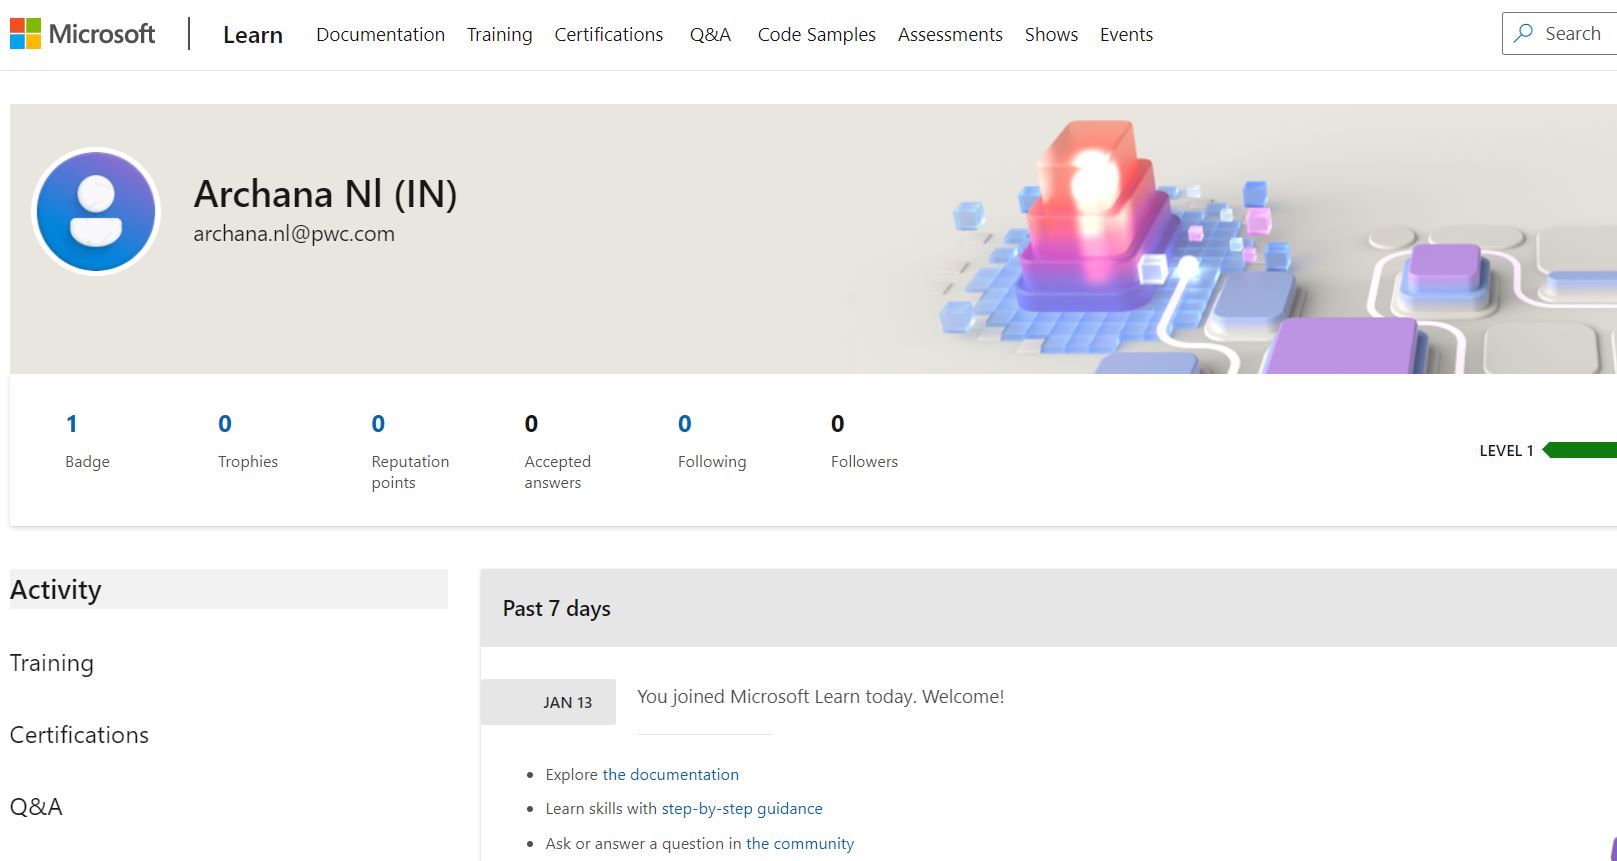 Microsoft | Learn Documentation Training Certifications Q&A Code Samples Assessments Shows Events Search
Archana Nl (IN)
archana.nl@pwc.com
1 0 0 0 0 0
Badge Trophies Reputation points Accepted answers Following Followers
LEVEL 1
Activity
Training
Certifications
Q&A
Past 7 days
JAN 13 You joined Microsoft Learn today. Welcome!
• Explore the documentation
• Learn skills with step-by-step guidance
• Ask or answer a question in the community